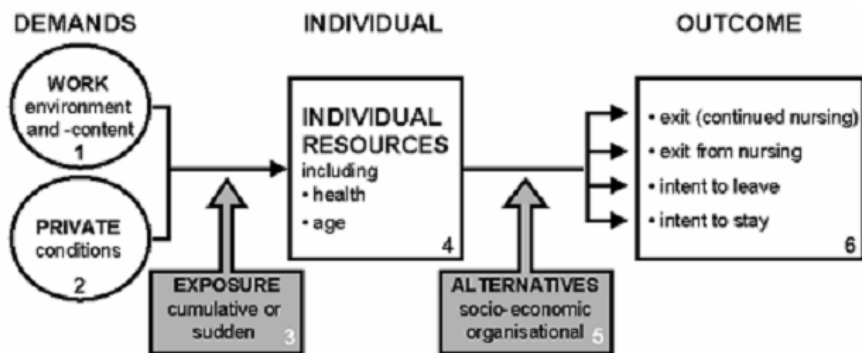 DEMANDS
INDIVIDUAL
OUTCOME
WORK
environment
and -content
1
PRIVATE
conditions
2
EXPOSURE
cumulative or
sudden
3
INDIVIDUAL
RESOURCES
including
• health
• age
4
ALTERNATIVES
socio-economic
organisational
5
• exit (continued nursing)
• exit from nursing
• intent to leave
• intent to stay
6